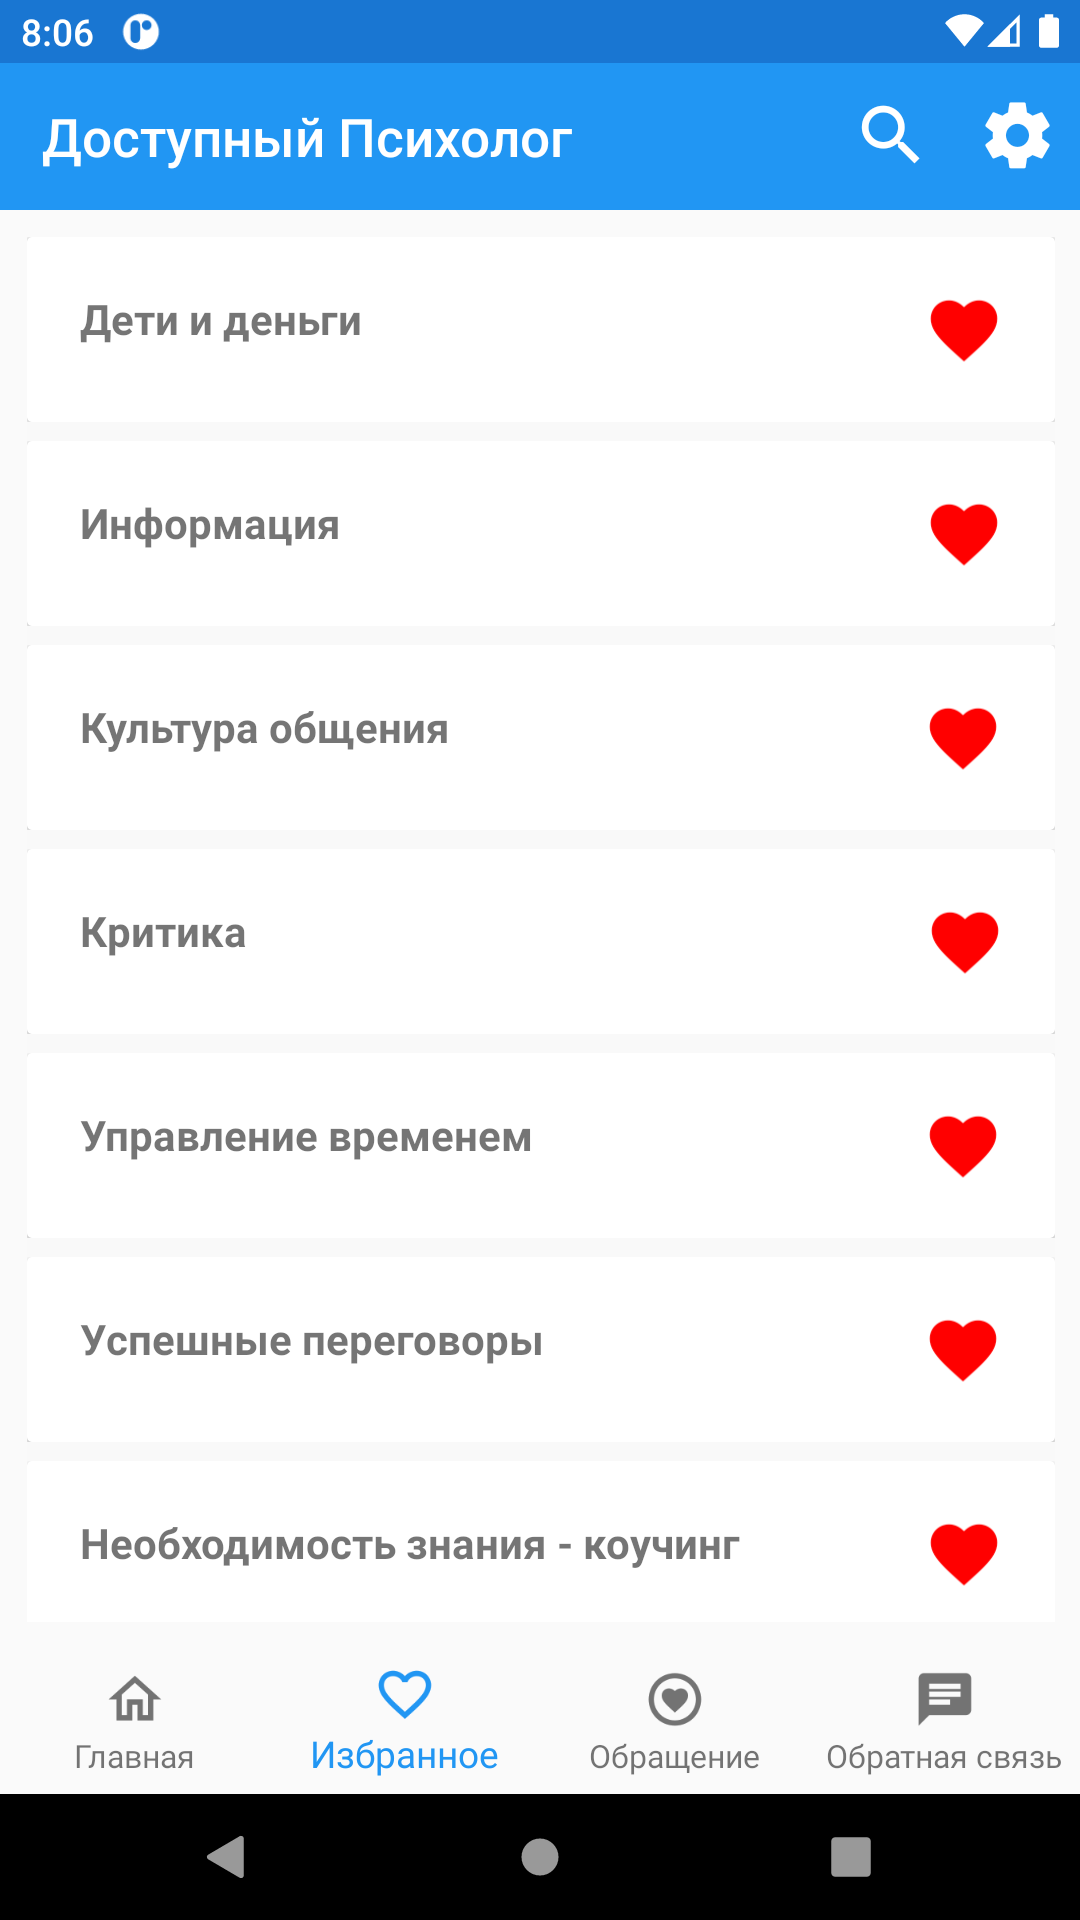 8:06
Доступный Психолог
Дети и деньги
Информация
Культура общения
Критика
Управление временем
Успешные переговоры
Необходимость знания - коучинг
Главная
Избранное
Обращение
Обратная связь